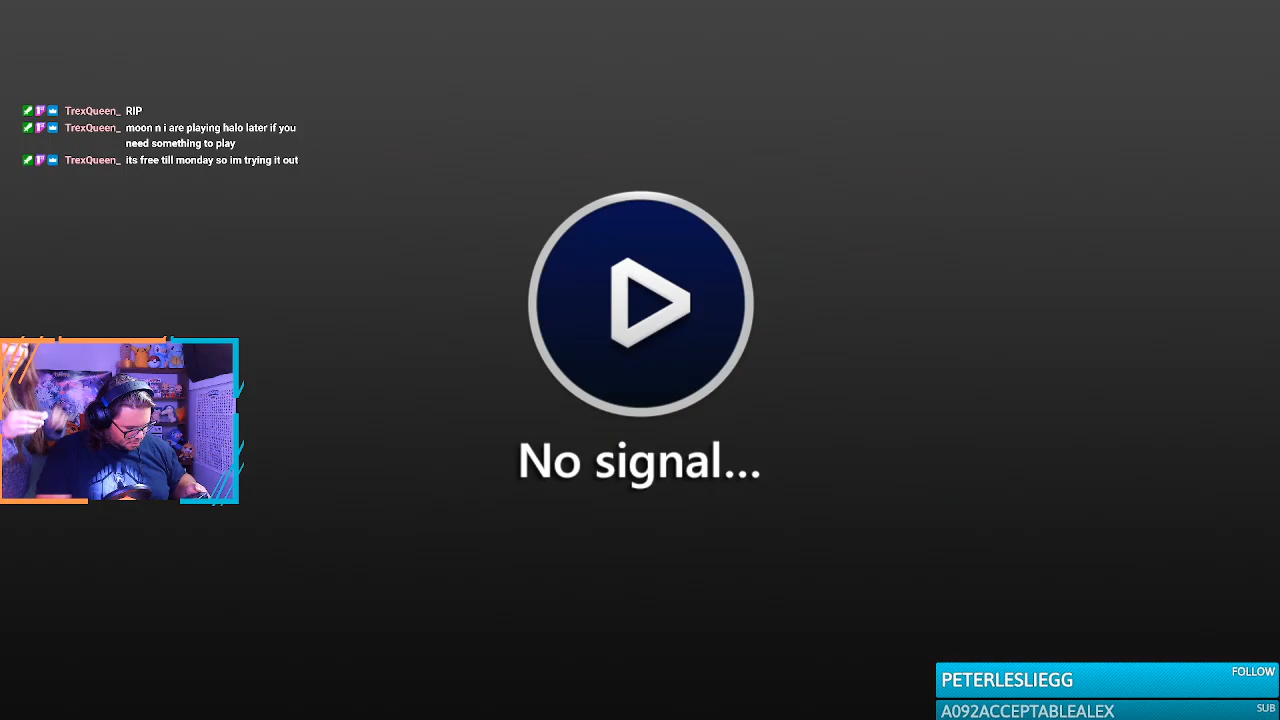 TrexQueen_ RIP
TrexQueen_ moon n i are playing halo later if you
need something to play
TrexQueen_ its free till monday so im trying it out
No signal...
PETERLESLIEGG FOLLOW
A092ACCEPTABLEALEX SUB